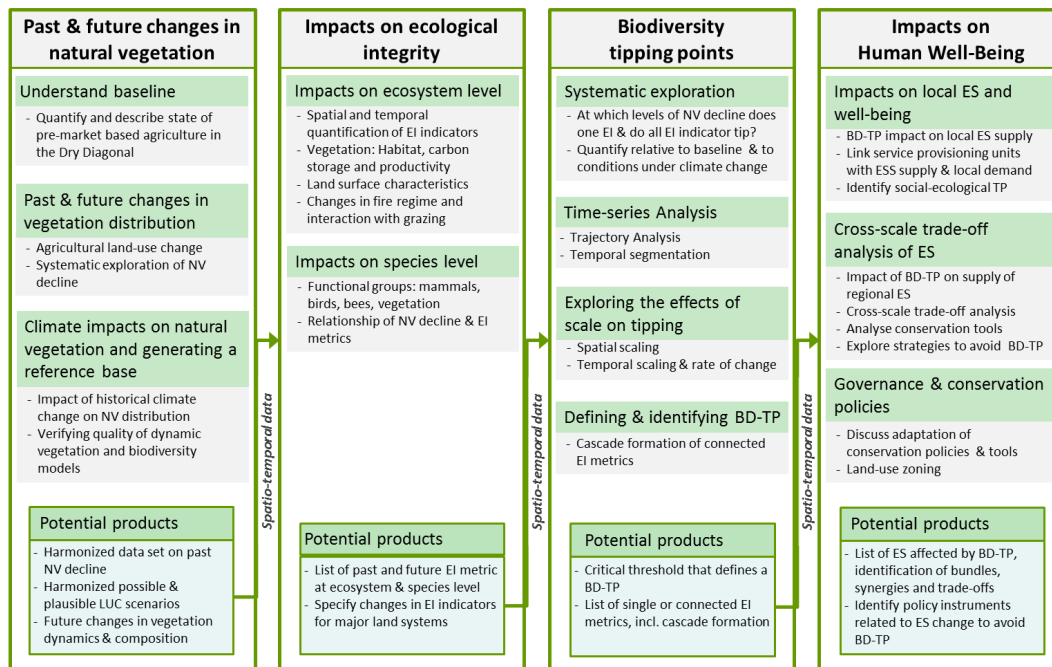 Past & future changes in
natural vegetation
Understand baseline
- Quantify and describe state of
pre-market based agriculture in
the Dry Diagonal
Past & future changes in
vegetation distribution
- Agricultural land-use change
- Systematic exploration of NV
decline
Climate impacts on natural
vegetation and generating a
reference base
- Impact of historical climate
change on NV distribution
- Verifying quality of dynamic
vegetation and biodiversity
models
Potential products
- Harmonized data set on past
NV decline
- Harmonized possible &
plausible LUC scenarios
- Future changes in vegetation
dynamics & composition
Spatio-temporal data
Impacts on ecological
integrity
Impacts on ecosystem level
- Spatial and temporal
quantification of EI indicators
- Vegetation: Habitat, carbon
storage and productivity
- Land surface characteristics
- Changes in fire regime and
interaction with grazing
Impacts on species level
- Functional groups: mammals,
birds, bees, vegetation
- Relationship of NV decline & EI
metrics
Potential products
- List of past and future EI metric
at ecosystem & species level
- Specify changes in EI indicators
for major land systems
Spatio-temporal data
Biodiversity
tipping points
Systematic exploration
- At which levels of NV decline does
one EI & do all EI indicator tip?
- Quantify relative to baseline & to
conditions under climate change
Time-series Analysis
- Trajectory Analysis
- Temporal segmentation
Exploring the effects of
scale on tipping
- Spatial scaling
- Temporal scaling & rate of change
Defining & identifying BD-TP
- Cascade formation of connected
EI metrics
Potential products
- Critical threshold that defines a
BD-TP
- List of single or connected EI
metrics, incl. cascade formation
Spatio-temporal data
Impacts on
Human Well-Being
Impacts on local ES and
well-being
- BD-TP impact on local ES supply
- Link service provisioning units
with ESS supply & local demand
- Identify social-ecological TP
Cross-scale trade-off
analysis of ES
- Impact of BD-TP on supply of
regional ES
- Cross-scale trade-off analysis
- Analyse conservation tools
- Explore strategies to avoid BD-TP
Governance & conservation
policies
- Discuss adaptation of
conservation policies & tools
- Land-use zoning
Potential products
- List of ES affected by BD-TP,
identification of bundles,
synergies and trade-offs
- Identify policy instruments
related to ES change to avoid
BD-TP